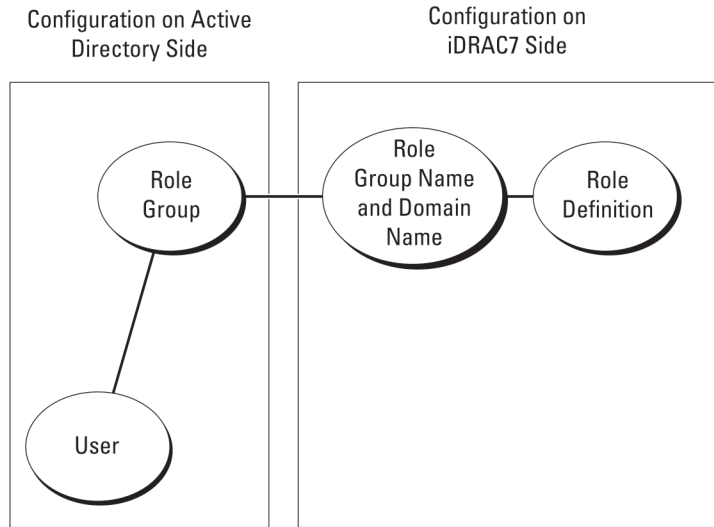 Configuration on Active
Directory Side
Configuration on
iDRAC7 Side
Role
Group
Role
Group Name
and Domain
Name
Role
Definition
User